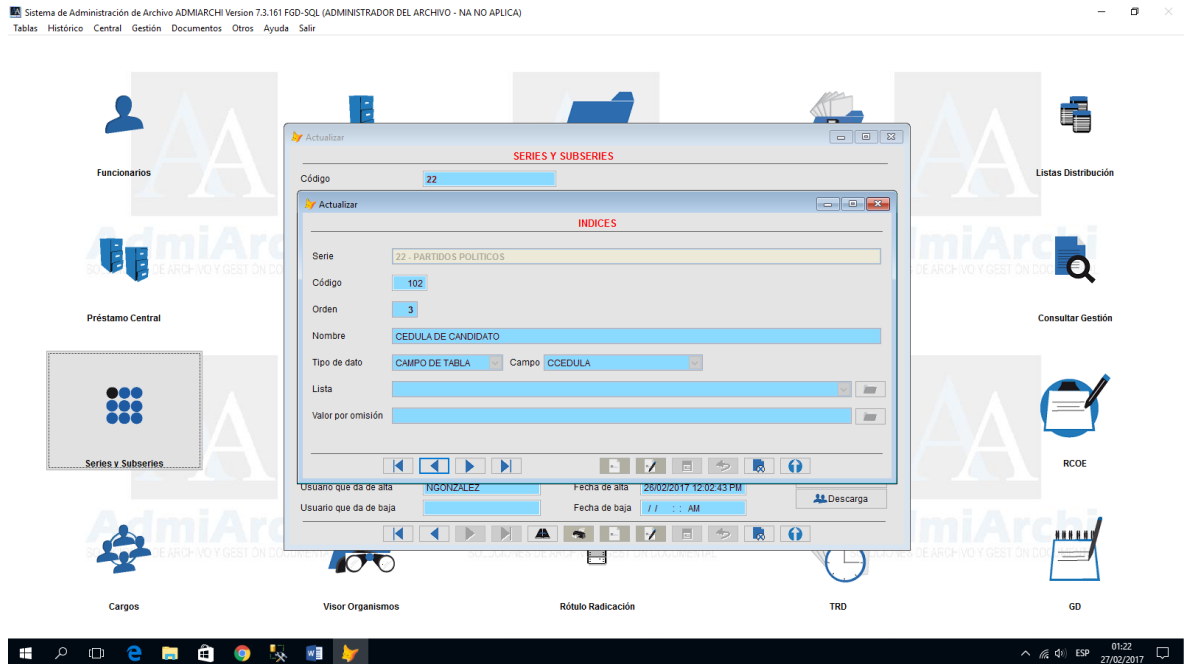 Sistema de Administración de Archivo ADMIARCHI Version 7.3.161 FGD-SQL (ADMINISTRADOR DEL ARCHIVO - NA NO APLICA)
Tablas Histórico Central Gestión Documentos Otros Ayuda Salir
Actualizar
SERIES Y SUBSERIES
Código 22
Funcionarios
Listas Distribución
Actualizar
INDICES
Serie 22 - PARTIDOS POLITICOS
Código 102
Orden 3
Nombre CEDULA DE CANDIDATO
Tipo de dato CAMPO DE TABLA Campo CCEDULA
Lista
Valor por omisión
Préstamo Central
Consultar Gestión
Series y Subseries
RCOE
Usuario que da de alta NGONZALEZ Fecha de alta 26/02/2017 12:02:43 PM
Descarga
Usuario que da de baja Fecha de baja / / : : AM
Cargos
Visor Organismos
Rótulo Radicación
TRD
GD
ESP
01:22
27/02/2017